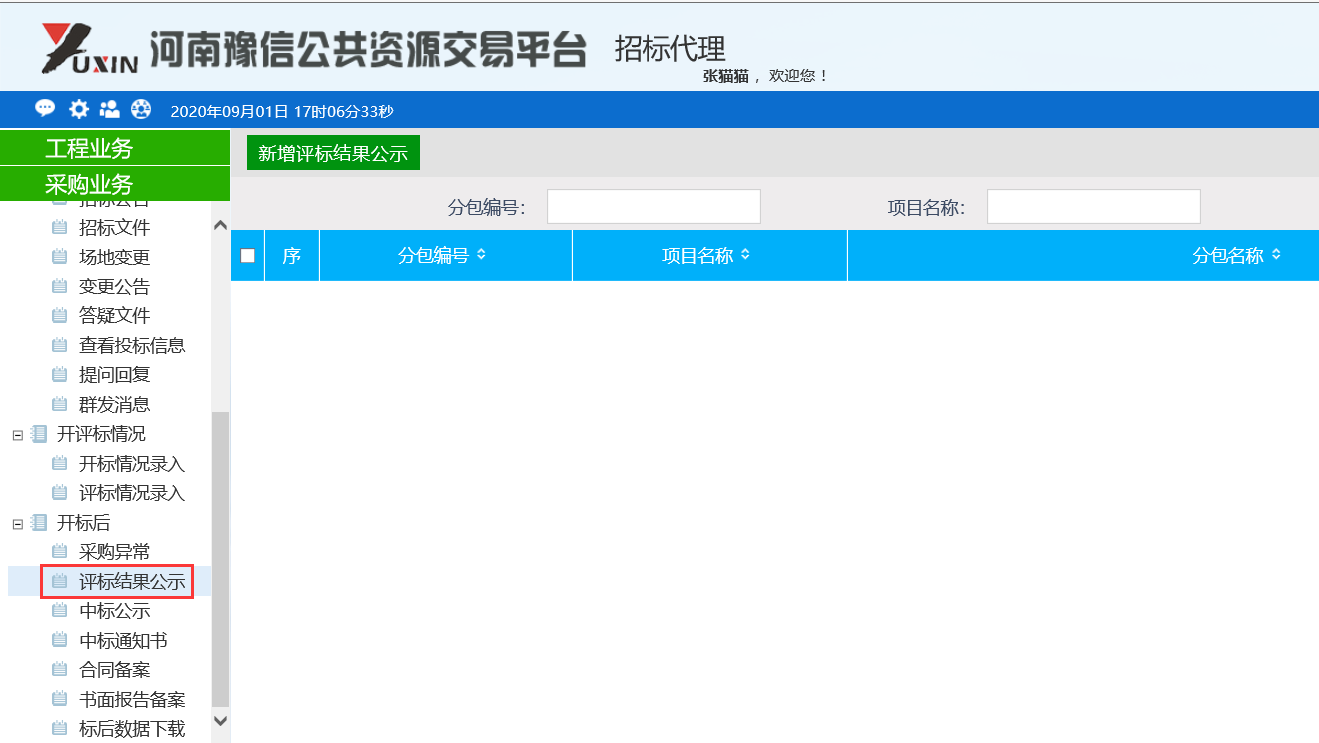 YUXIN 河南豫信公共资源交易平台 招标代理
张猫猫 ，欢迎您！
2020年09月01日 17时06分33秒
工程业务
采购业务
招标公告
招标文件
场地变更
变更公告
答疑文件
查看投标信息
提问回复
群发消息
开评标情况
开标情况录入
评标情况录入
开标后
采购异常
评标结果公示
中标公示
中标通知书
合同备案
书面报告备案
标后数据下载
新增评标结果公示
分包编号： 项目名称：
序 分包编号 项目名称 分包名称